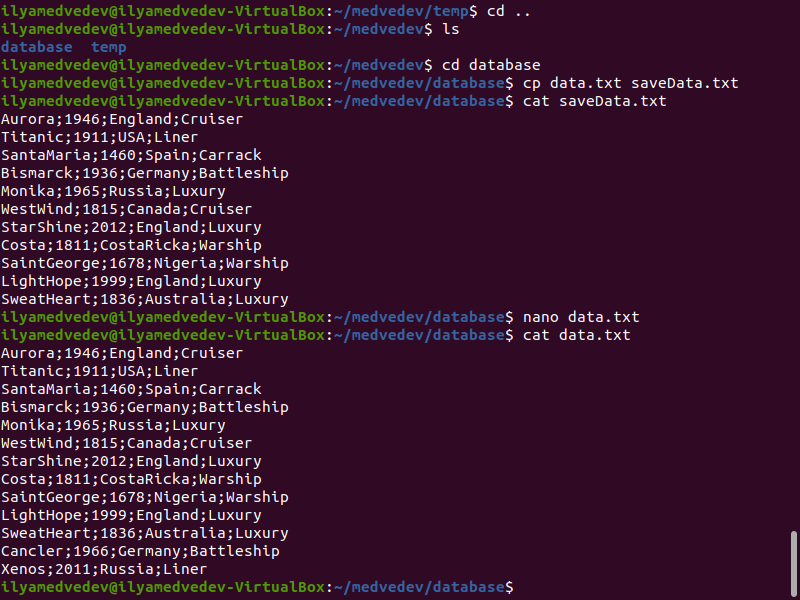 ilyamedvedev@ilyamedvedev-VirtualBox:~/medvedev/temp$ cd ..
ilyamedvedev@ilyamedvedev-VirtualBox:~/medvedev$ ls
database  temp
ilyamedvedev@ilyamedvedev-VirtualBox:~/medvedev$ cd database
ilyamedvedev@ilyamedvedev-VirtualBox:~/medvedev/database$ cp data.txt saveData.txt
ilyamedvedev@ilyamedvedev-VirtualBox:~/medvedev/database$ cat saveData.txt
Aurora;1946;England;Cruiser
Titanic;1911;USA;Liner
SantaMaria;1460;Spain;Carrack
Bismarck;1936;Germany;Battleship
Monika;1965;Russia;Luxury
WestWind;1815;Canada;Cruiser
StarShine;2012;England;Luxury
Costa;1811;CostaRicka;Warship
SaintGeorge;1678;Nigeria;Warship
LightHope;1999;England;Luxury
SweatHeart;1836;Australia;Luxury
ilyamedvedev@ilyamedvedev-VirtualBox:~/medvedev/database$ nano data.txt
ilyamedvedev@ilyamedvedev-VirtualBox:~/medvedev/database$ cat data.txt
Aurora;1946;England;Cruiser
Titanic;1911;USA;Liner
SantaMaria;1460;Spain;Carrack
Bismarck;1936;Germany;Battleship
Monika;1965;Russia;Luxury
WestWind;1815;Canada;Cruiser
StarShine;2012;England;Luxury
Costa;1811;CostaRicka;Warship
SaintGeorge;1678;Nigeria;Warship
LightHope;1999;England;Luxury
SweatHeart;1836;Australia;Luxury
Cancler;1966;Germany;Battleship
Xenos;2011;Russia;Liner
ilyamedvedev@ilyamedvedev-VirtualBox:~/medvedev/database$